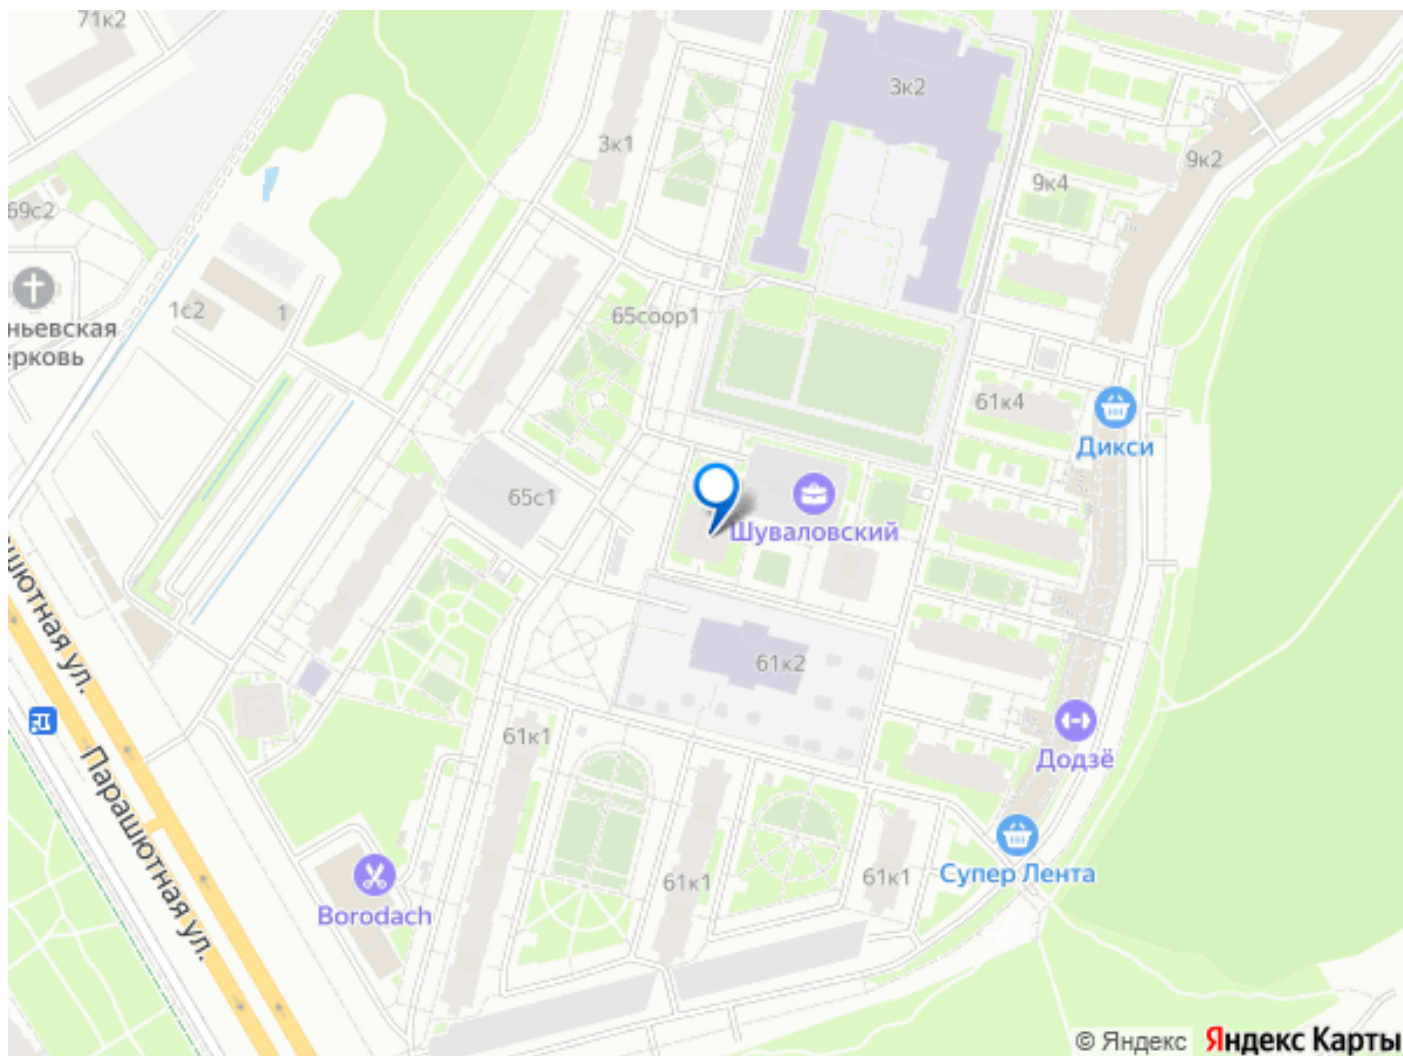 71к2
3к2
3к1
9к2
9к4
69с2
1с2
1
65соор1
ньевская
ерковь
61к4
Дикси
65с1
Шуваловский
61к2
Парашютная ул.
61к1
Додзё
Супер Лента
61к1
61к1
Borodach
Парашютная ул.
© Яндекс Яндекс Карты